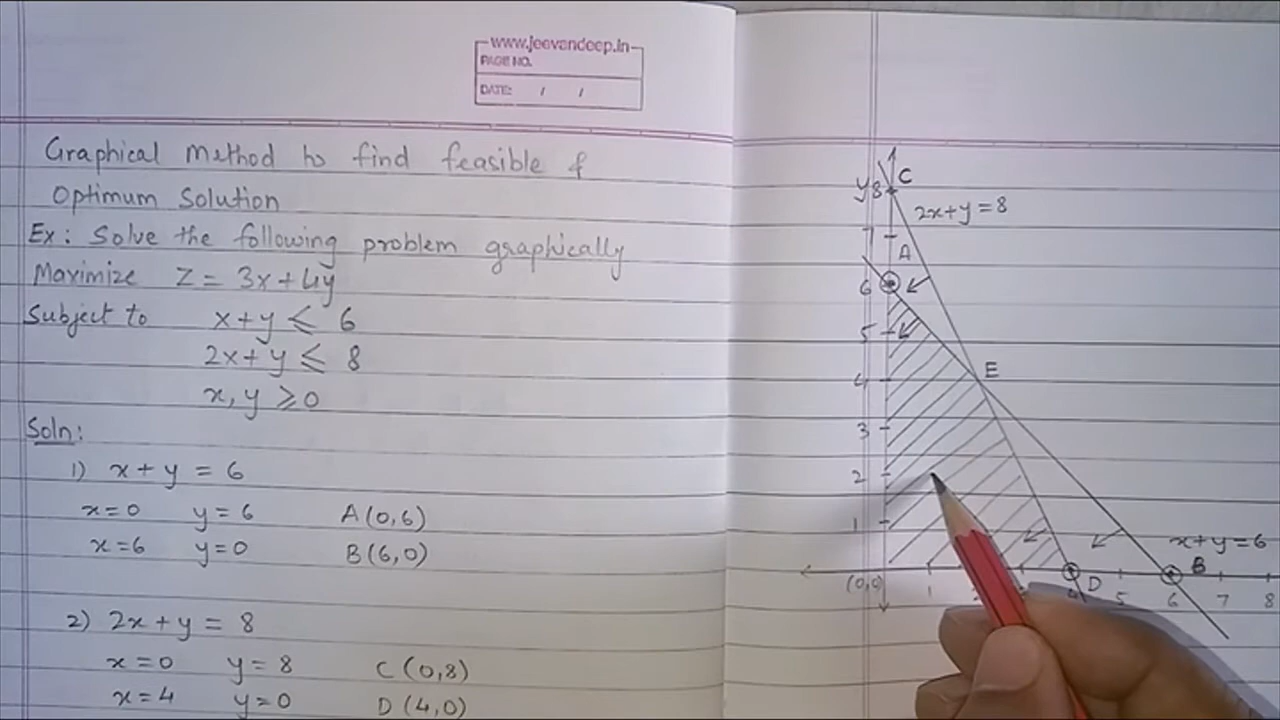 www.jeevandeep.in
PAGE NO.
DATE: / /
Graphical Method to find feasible &
Optimum Solution
Ex: Solve the following problem graphically
Maximize Z = 3x+4y
Subject to x+y ≤ 6
2x+y ≤ 8
x, y ≥ 0
Soln:
1) x + y = 6
x=0 y=6 A(0,6)
x=6 y=0 B(6,0)
2) 2x+y = 8
x=0 y=8 C(0,8)
x=4 y=0 D(4,0)
y 8 C
2x+y=8
7
A
6
5
E
4
3
2
1
x+y=6
B
(0,0) 1 4 D 5 6 7 8